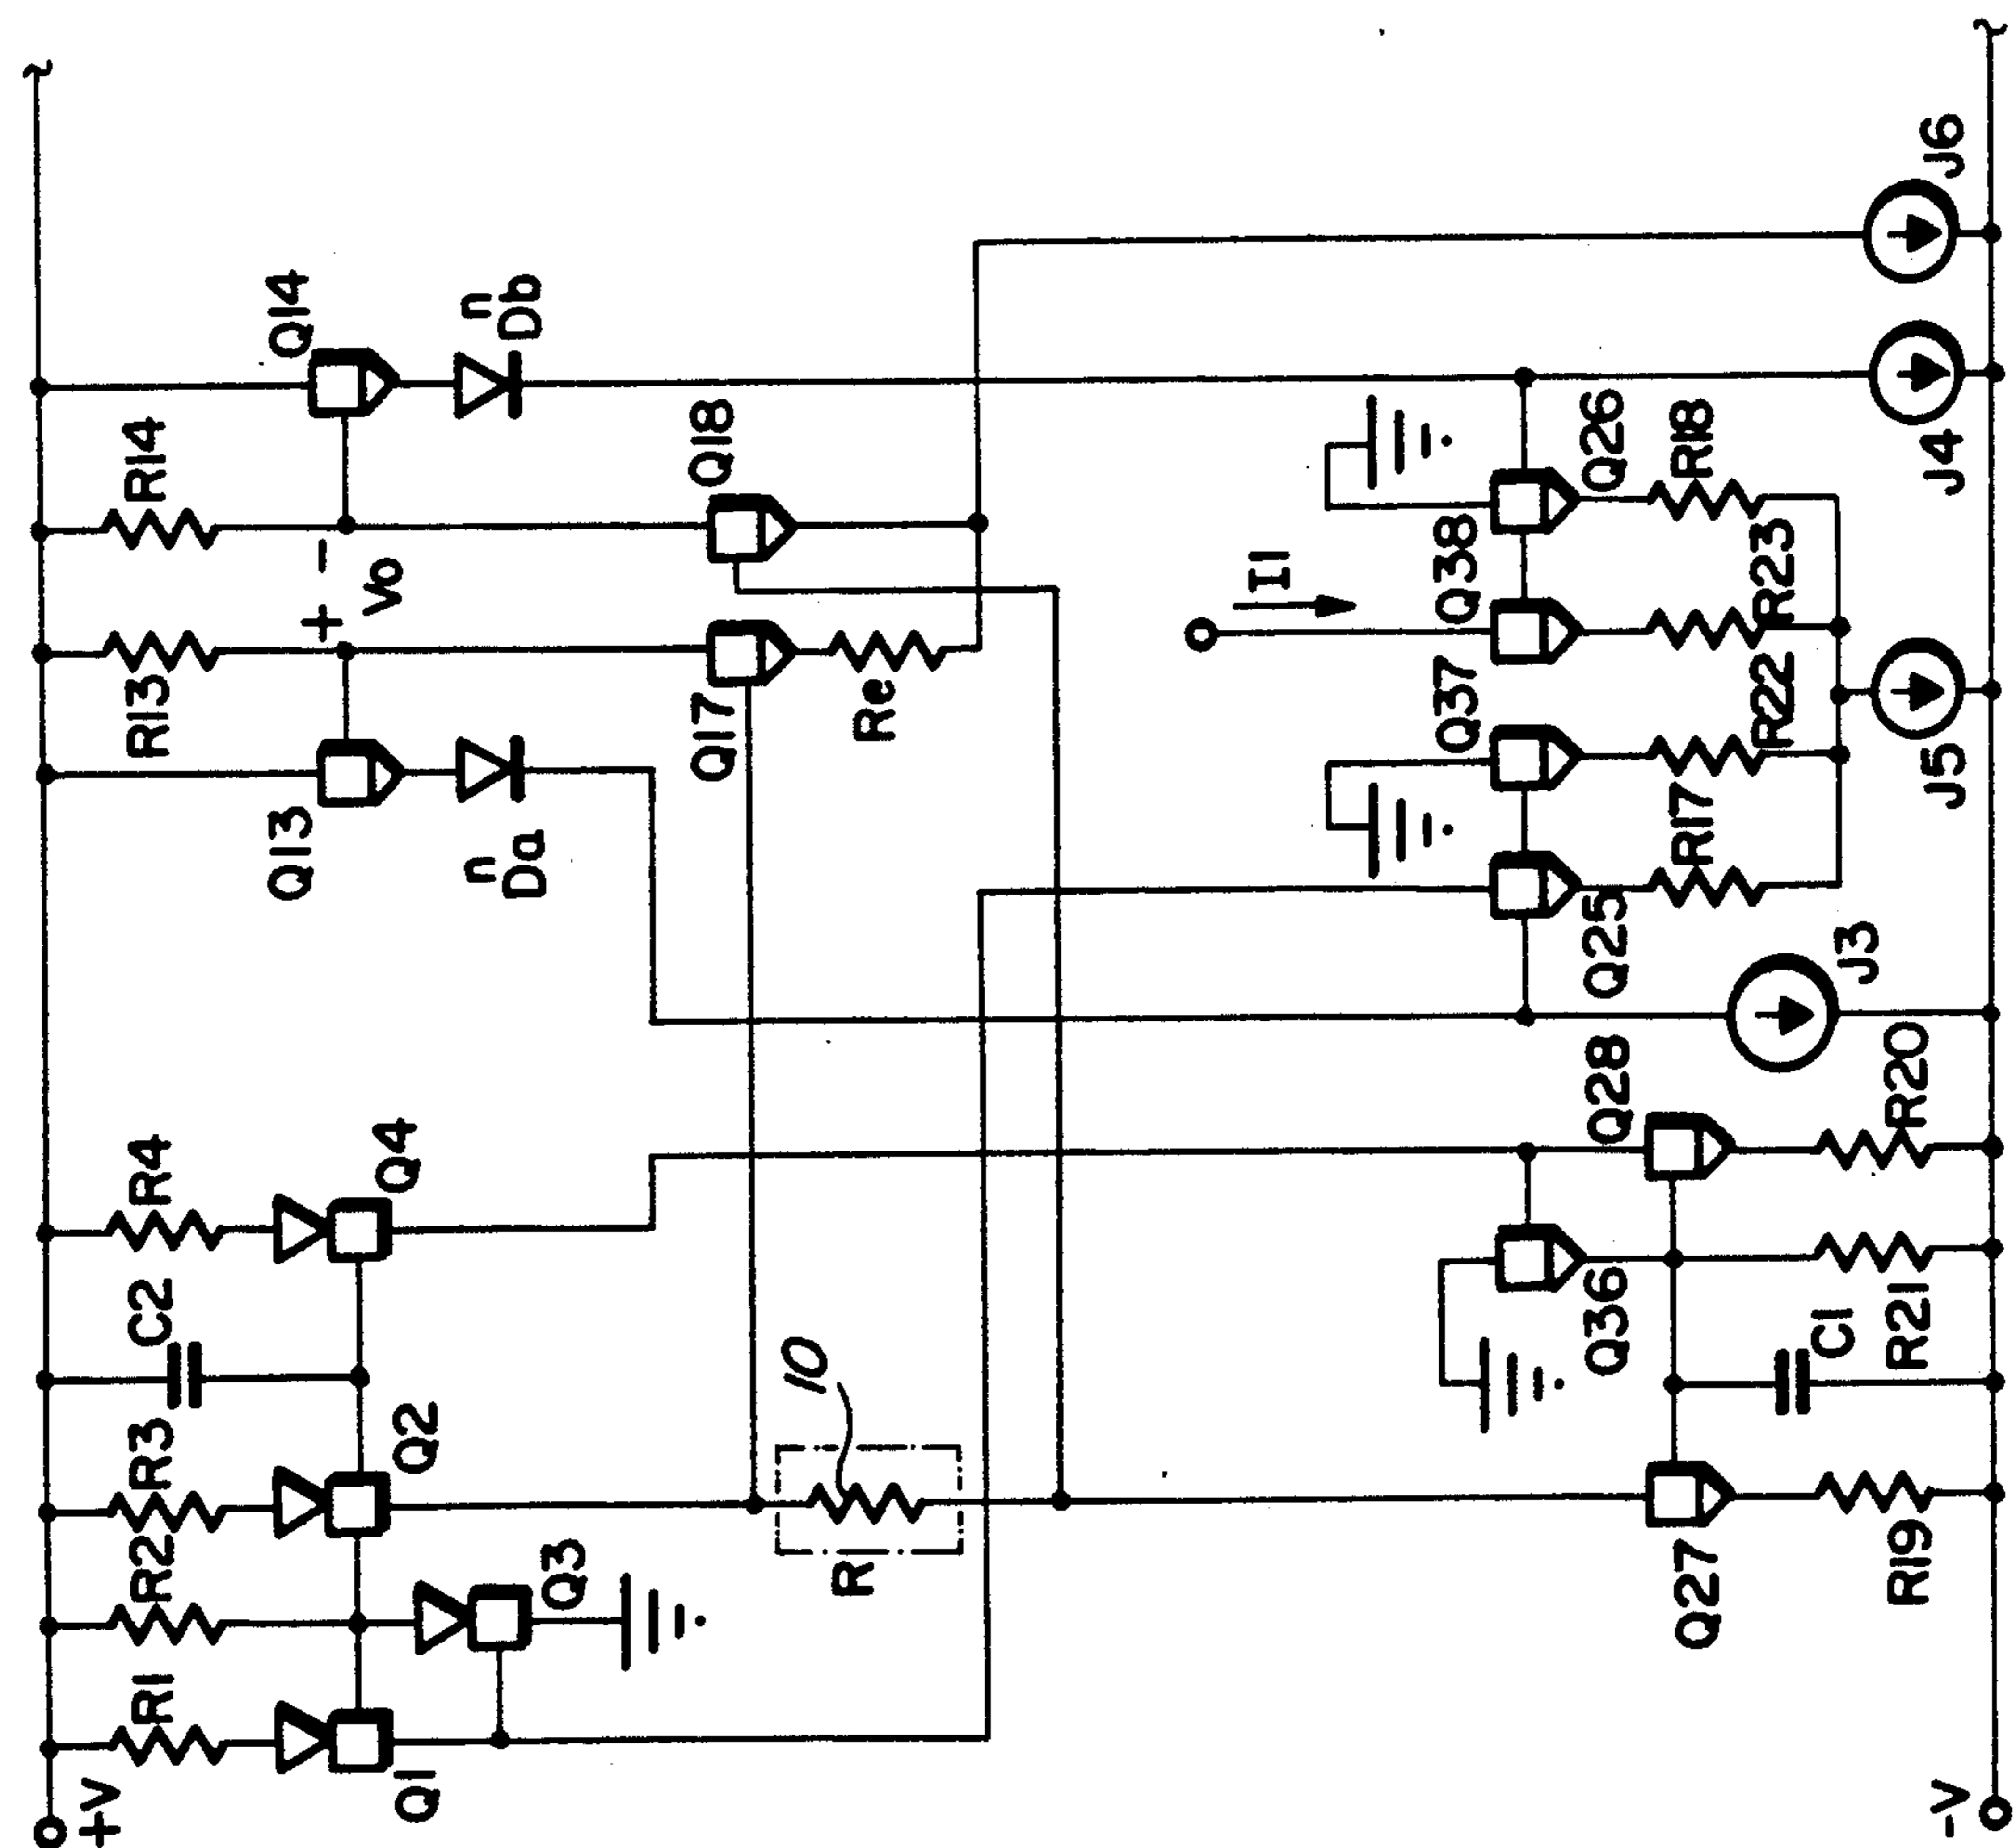 +V
R1
R2
R3
C2
R4
R13
R14
Q1
Q3
Q2
Q4
Q13
+
Vo
-
Q14
n
Da
n
Db
R
10
Q17
Re
Q18
I1
Q36
Q25
Q37
Q38
Q26
R17
R22
R23
R18
Q27
C1
Q28
R19
R21
R20
J3
J5
J4
J6
-V